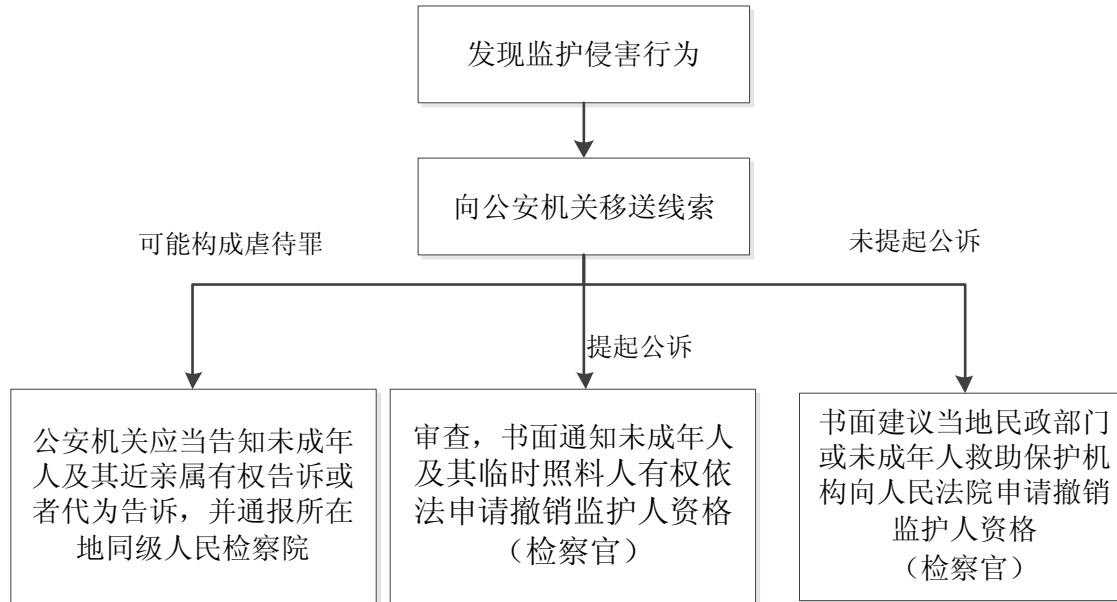 发现监护侵害行为
向公安机关移送线索
可能构成虐待罪
未提起公诉
提起公诉
公安机关应当告知未成年
人及其近亲属有权告诉或
者代为告诉，并通报所在
地同级人民检察院
审查，书面通知未成年人
及其临时照料人有权依
法申请撤销监护人资格
（检察官）
书面建议当地民政部门
或未成年人救助保护机
构向人民法院申请撤销
监护人资格
（检察官）